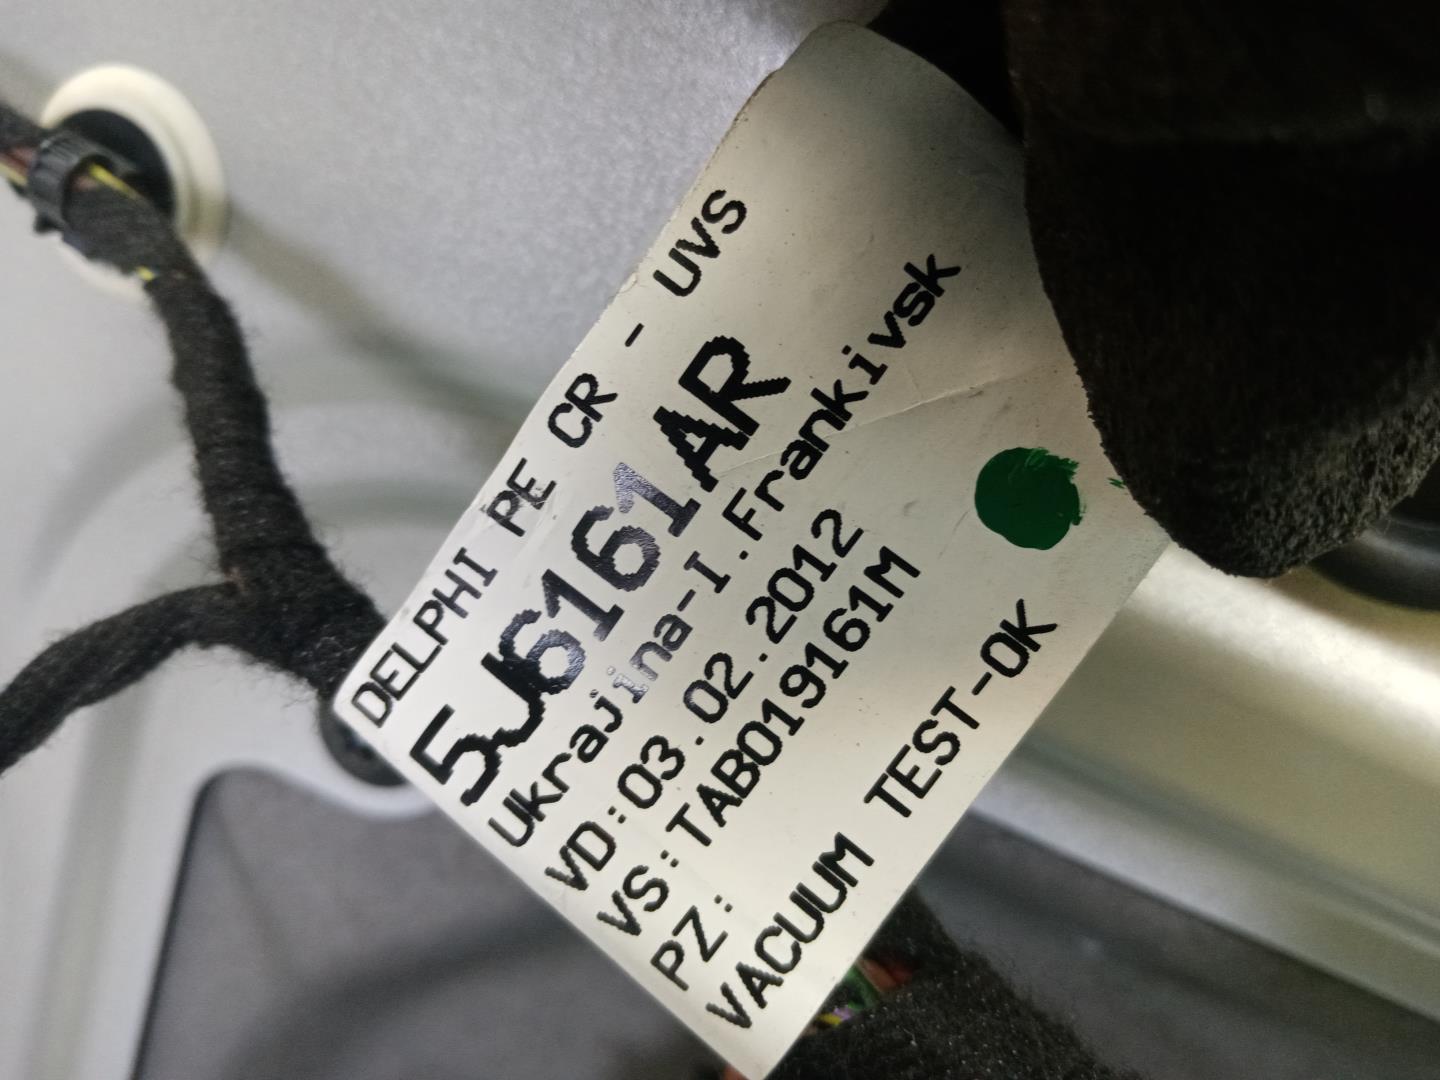 DELPHI PE CR - UVS
5J6161AR
Ukrajina-I.Frankivsk
VD:03.02.2012
VS:TAB019161M
PZ:
VACUUM TEST-OK